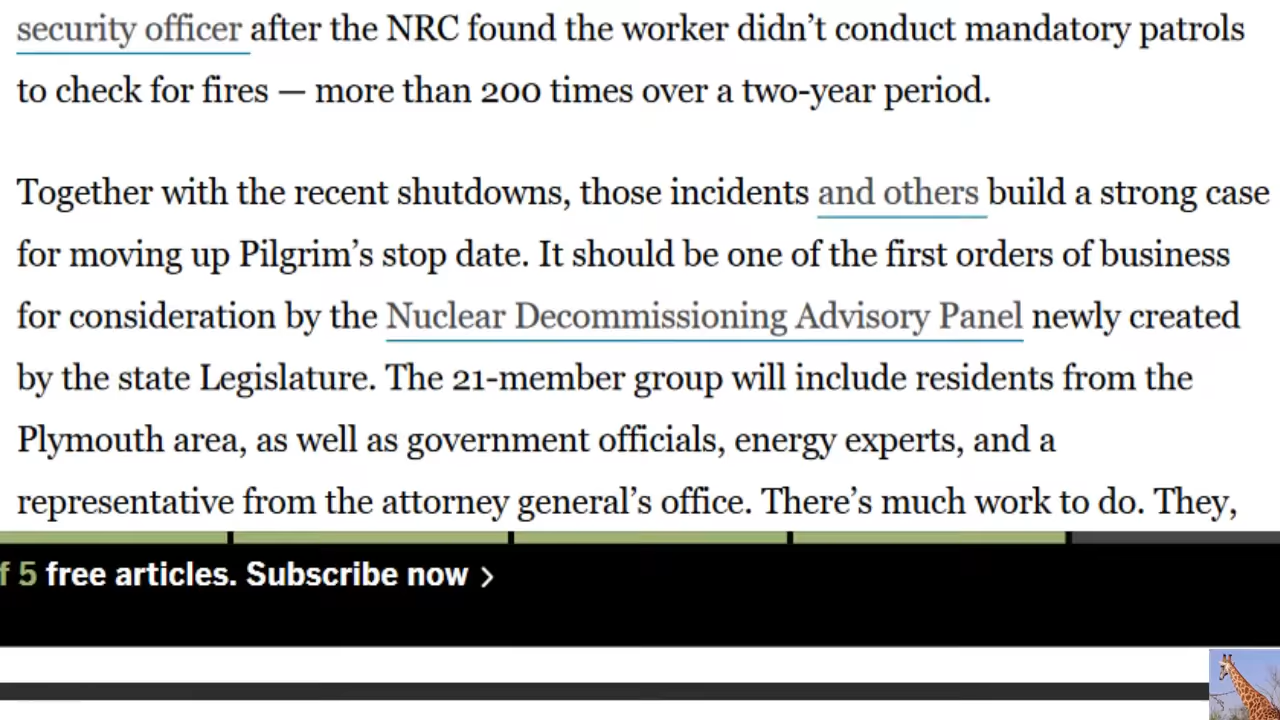 security officer after the NRC found the worker didn’t conduct mandatory patrols
to check for fires — more than 200 times over a two-year period.
Together with the recent shutdowns, those incidents and others build a strong case
for moving up Pilgrim’s stop date. It should be one of the first orders of business
for consideration by the Nuclear Decommissioning Advisory Panel newly created
by the state Legislature. The 21-member group will include residents from the
Plymouth area, as well as government officials, energy experts, and a
representative from the attorney general’s office. There’s much work to do. They,
f 5 free articles. Subscribe now >